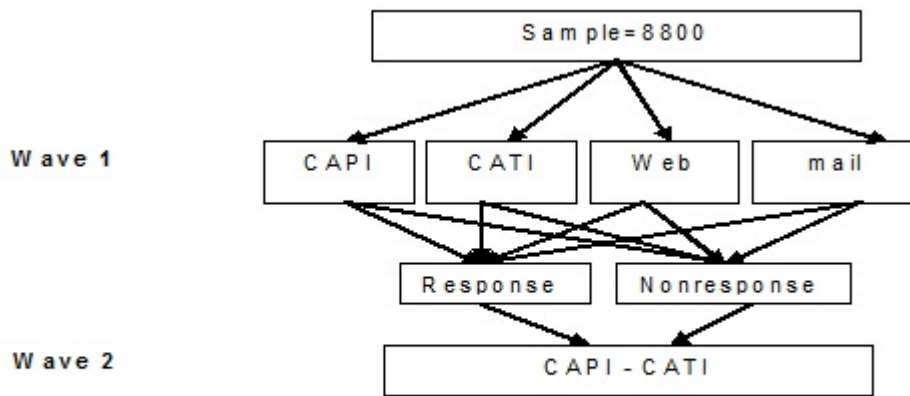 Sample=8800
Wave 1
CAPI
CATI
Web
mail
Response
Nonresponse
Wave 2
CAPI - CATI